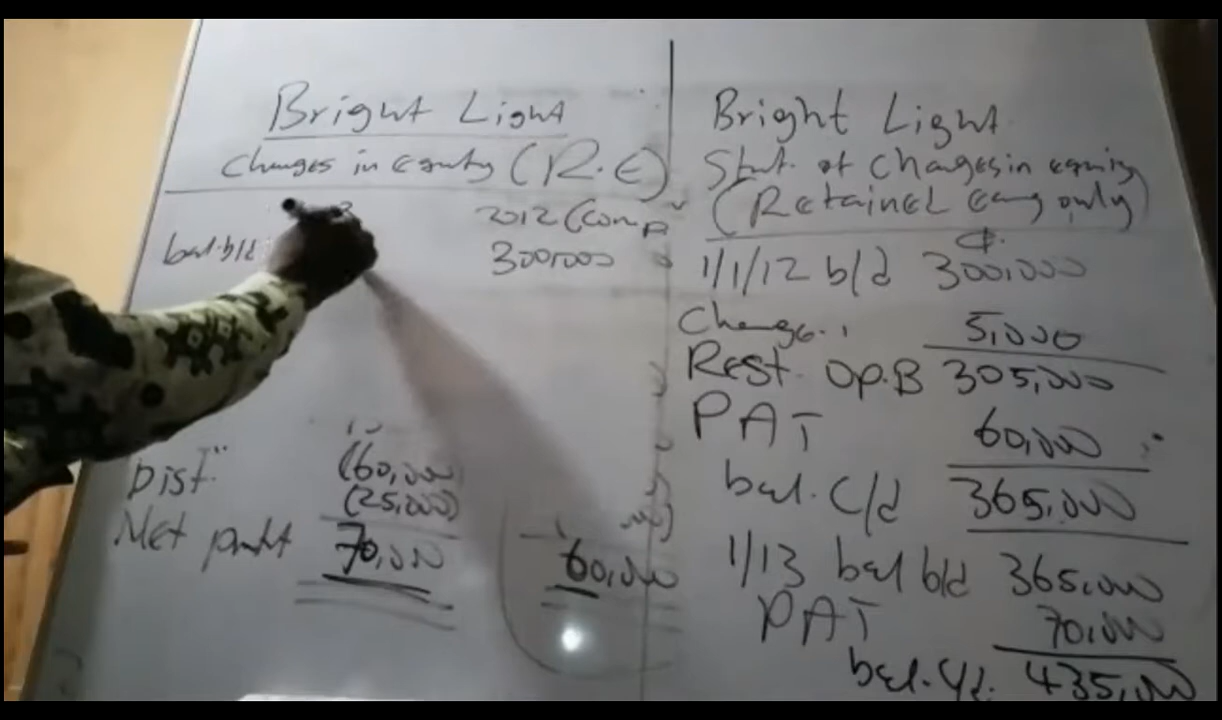 Bright Light
Changes in Equity (R.E)
2012 (Comp
bal. b/d
300,000
Dist. (60,000)
(25,000)
Net profit 70,000 60,000
Bright Light
Stmt. of Changes in equity
(Retained earng only)
₵.
1/1/12 b/d 300,000
Change. 5,000
Rest. Op.B 305,000
PAT 60,000
bal. c/d 365,000
1/13 bal b/d 365,000
PAT 70,000
bal. c/d. 435,000